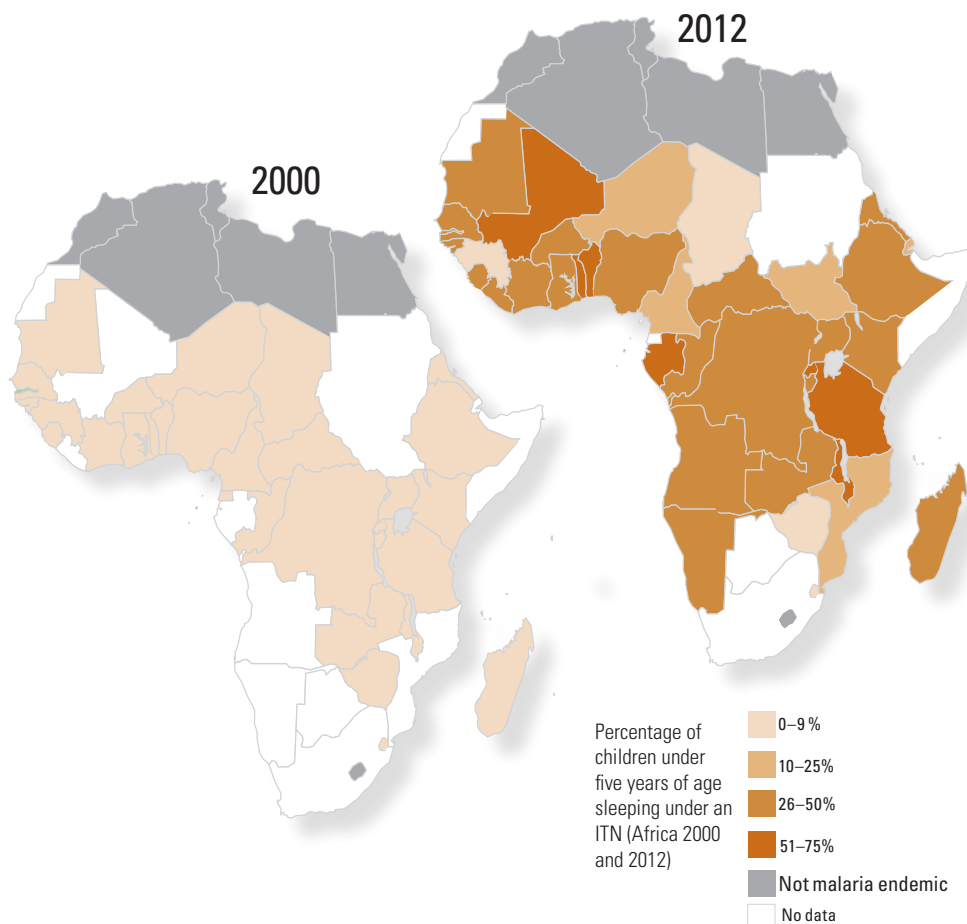 2012
2000
Percentage of
children under
five years of age
sleeping under an
ITN (Africa 2000
and 2012)
0–9 %
10–25%
26–50%
51–75%
Not malaria endemic
No data